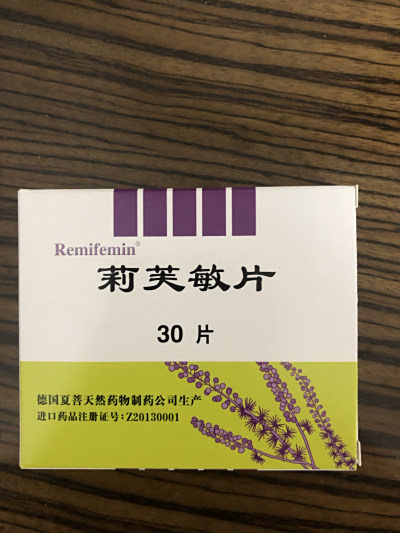 Remifemin®
莉芙敏片
30 片
德国夏菩天然药物制药公司生产
进口药品注册证号:Z20130001